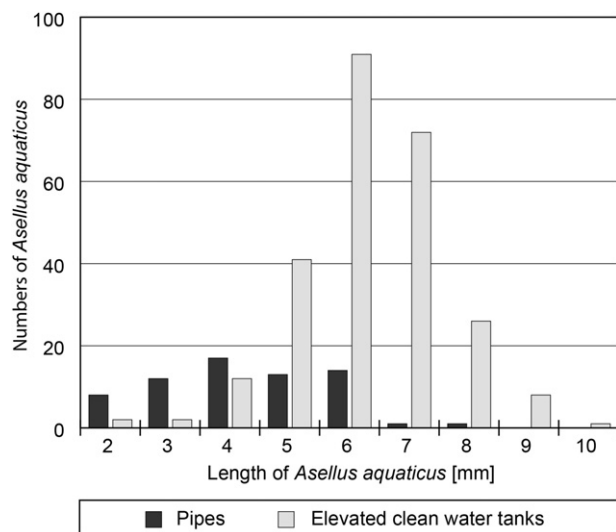 100
80
60
40
20
0
Numbers of Asellus aquaticus
2 3 4 5 6 7 8 9 10
Length of Asellus aquaticus [mm]
Pipes Elevated clean water tanks